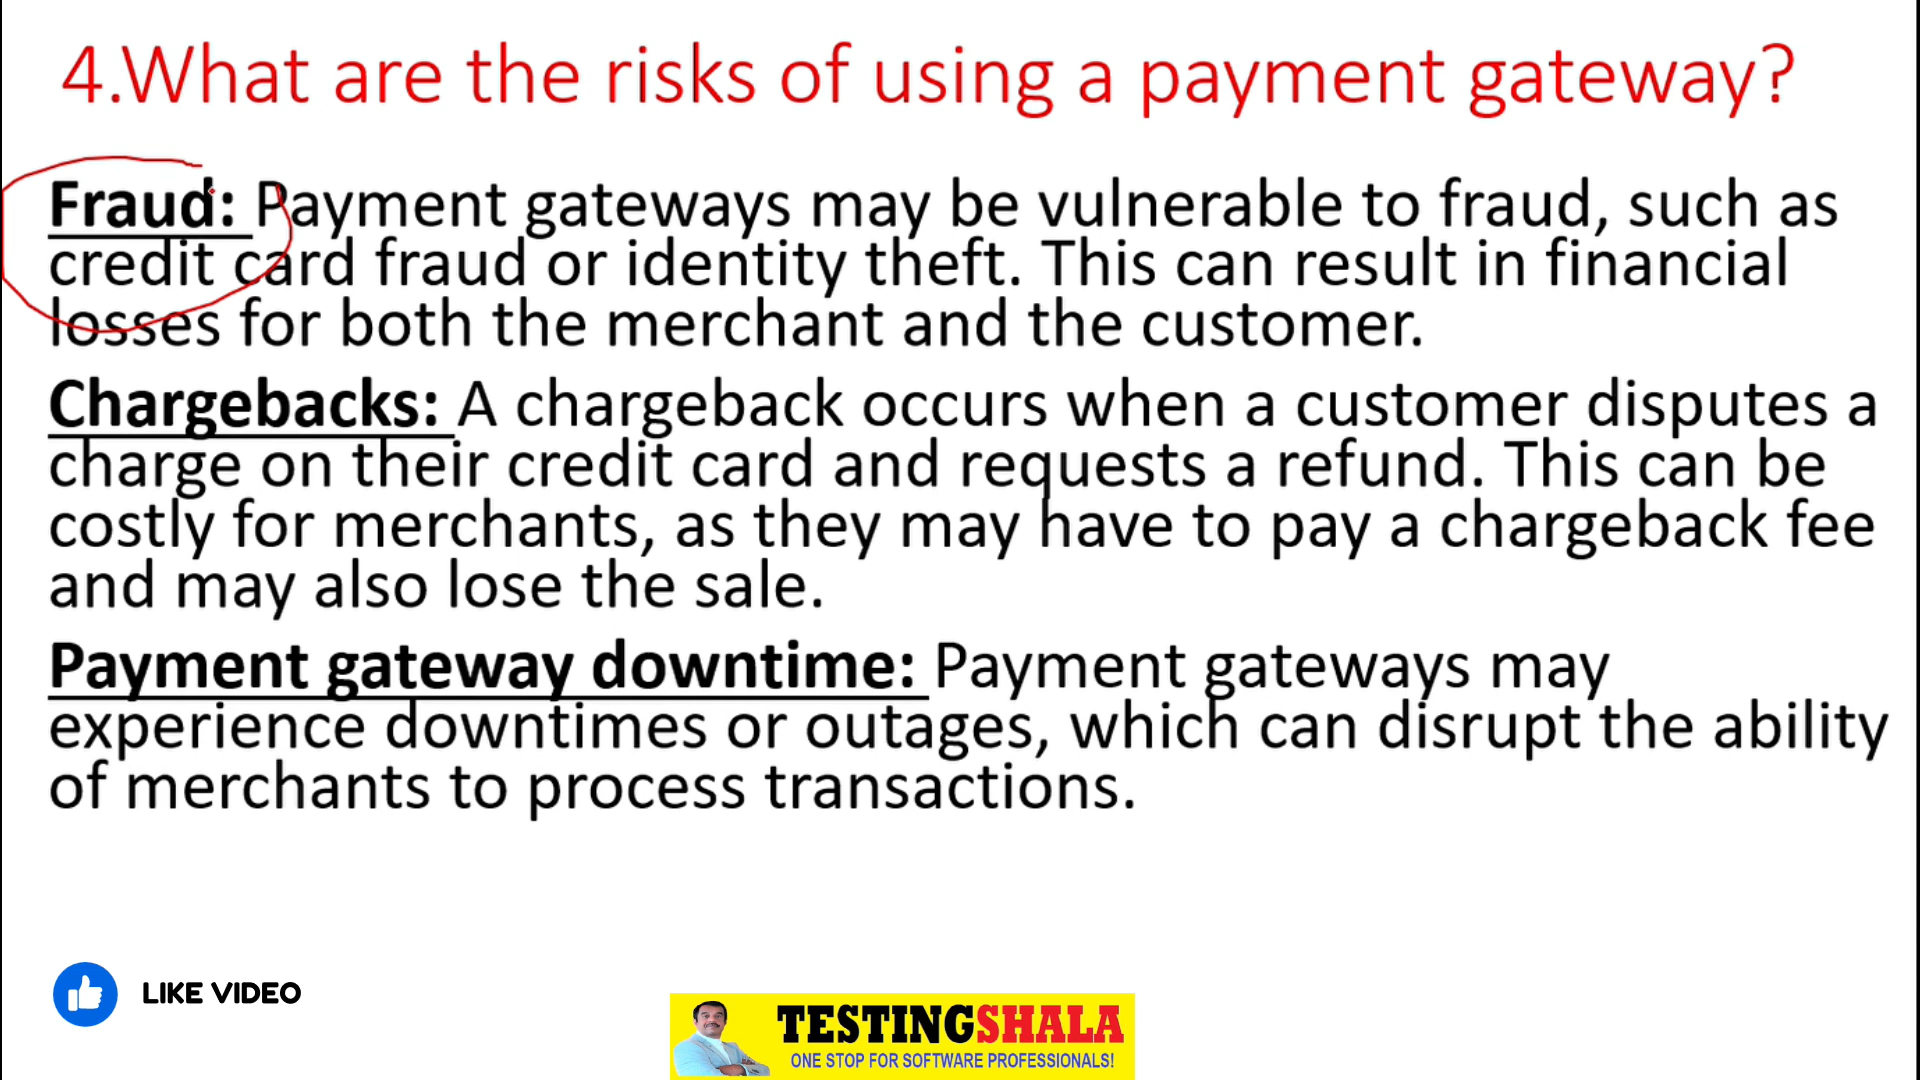 4.What are the risks of using a payment gateway?
Fraud: Payment gateways may be vulnerable to fraud, such as
credit card fraud or identity theft. This can result in financial
losses for both the merchant and the customer.
Chargebacks: A chargeback occurs when a customer disputes a
charge on their credit card and requests a refund. This can be
costly for merchants, as they may have to pay a chargeback fee
and may also lose the sale.
Payment gateway downtime: Payment gateways may
experience downtimes or outages, which can disrupt the ability
of merchants to process transactions.
LIKE VIDEO
TESTINGSHALA
ONE STOP FOR SOFTWARE PROFESSIONALS!